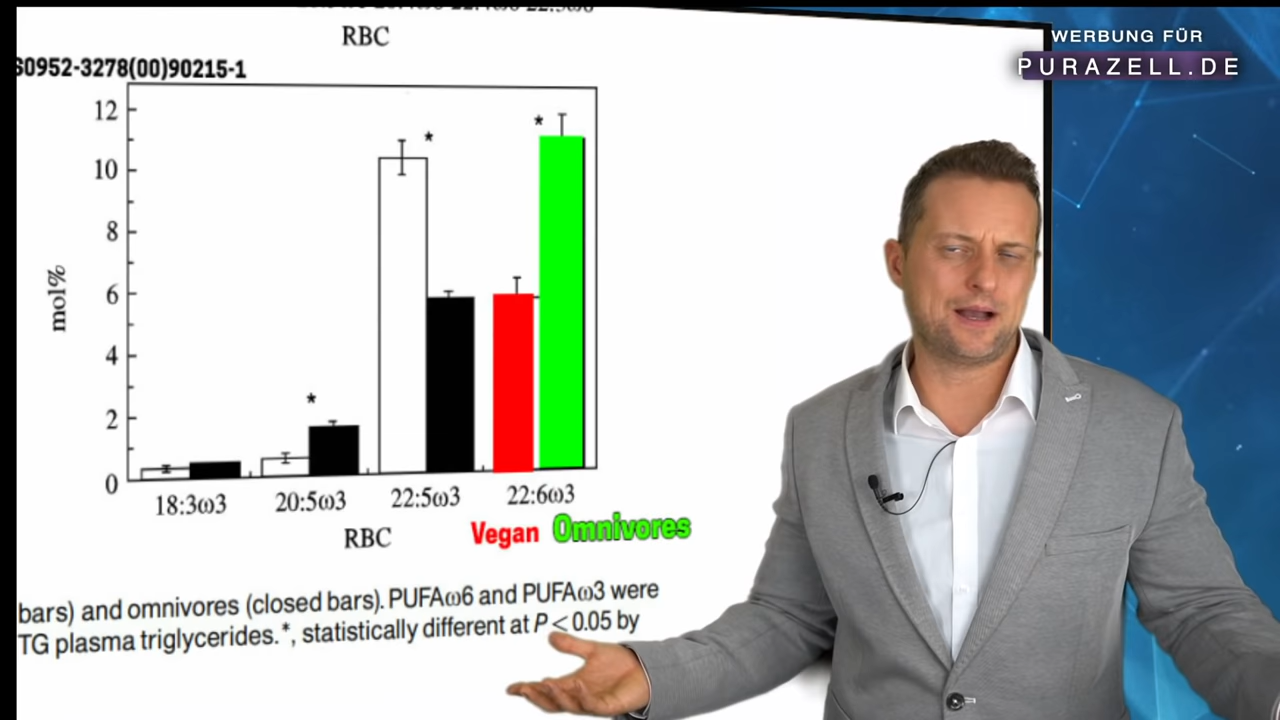 RBC
S0952-3278(00)90215-1
WERBUNG FÜR
PURAZELL.DE
12
10
8
6
4
2
0
mol%
*
*
*
18:3ω3 20:5ω3 22:5ω3 22:6ω3
RBC
Vegan Omnivores
bars) and omnivores (closed bars). PUFAω6 and PUFAω3 were
TG plasma triglycerides. *, statistically different at P < 0.05 by